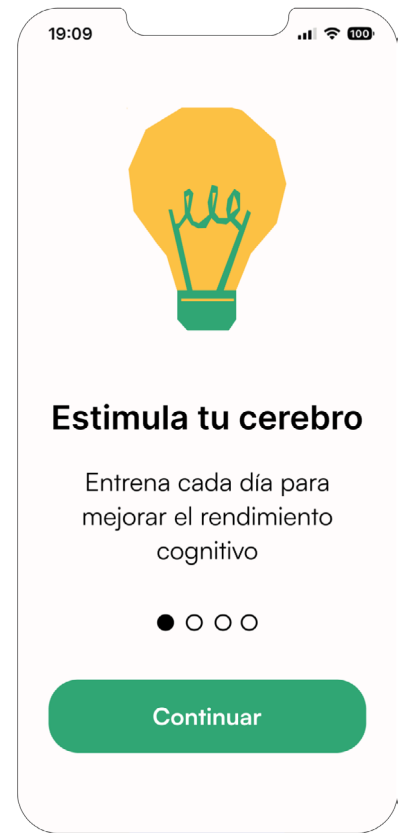 19:09
100
Estimula tu cerebro
Entrena cada día para
mejorar el rendimiento
cognitivo
Continuar